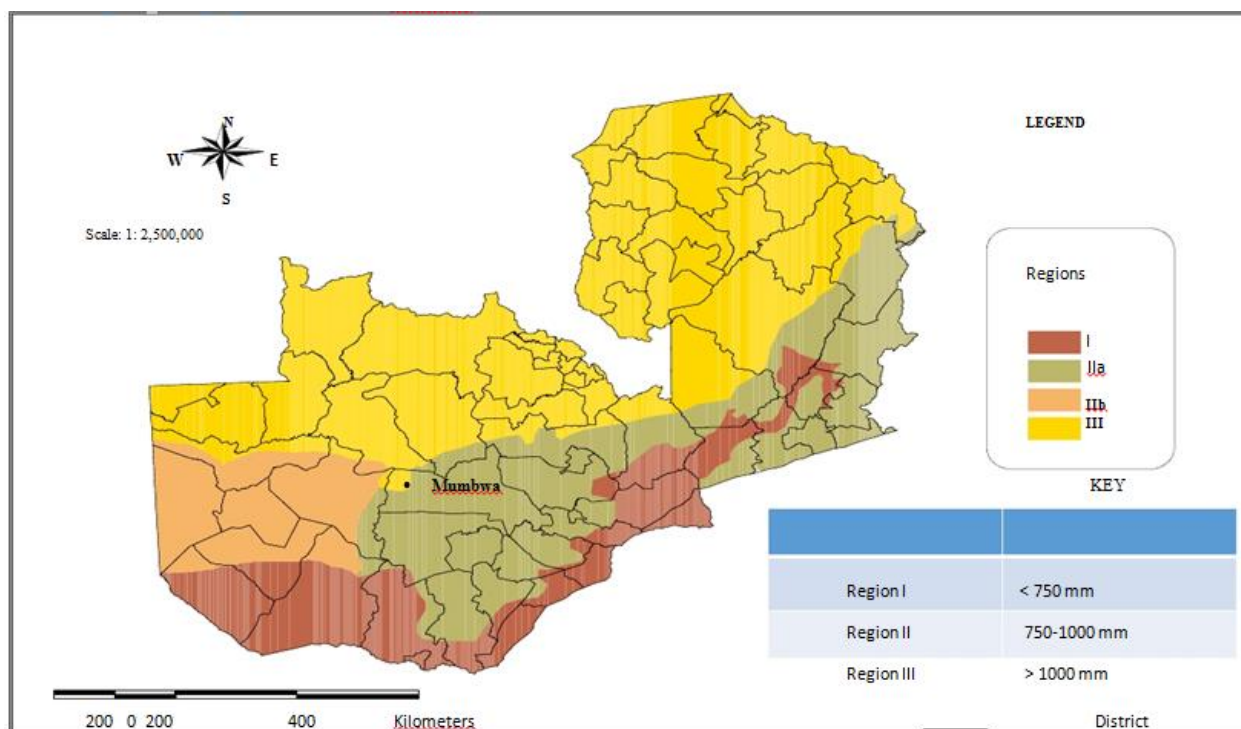 N
W E
S
Scale: 1: 2,500,000
Mumbwa
LEGEND
Regions
I
IIa
IIb
III
KEY
Region I < 750 mm
Region II 750-1000 mm
Region III > 1000 mm
200 0 200 400 Kilometers
District